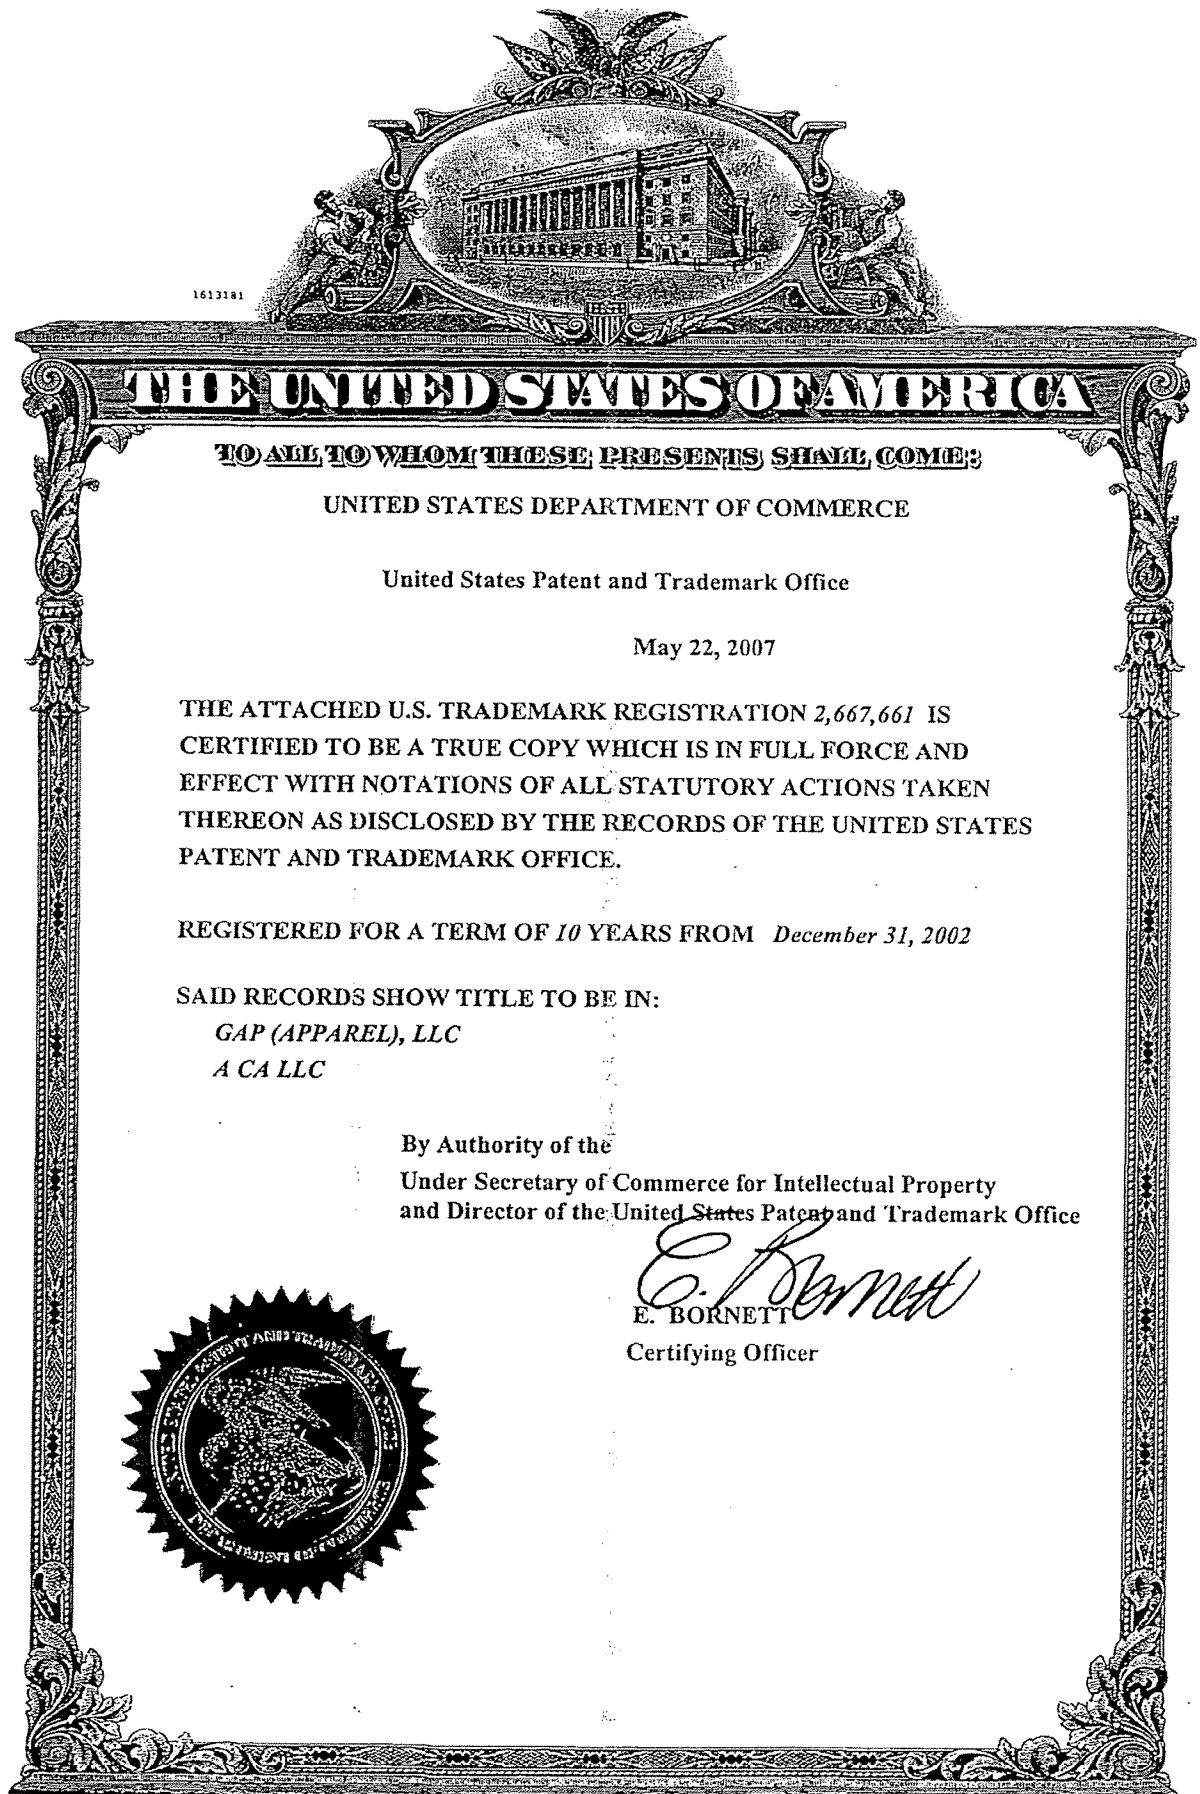 1613181
THE UNITED STATES OF AMERICA
TO ALL TO WHOM THESE PRESENTS SHALL COME:
UNITED STATES DEPARTMENT OF COMMERCE
United States Patent and Trademark Office
May 22, 2007
THE ATTACHED U.S. TRADEMARK REGISTRATION 2,667,661 IS
CERTIFIED TO BE A TRUE COPY WHICH IS IN FULL FORCE AND
EFFECT WITH NOTATIONS OF ALL STATUTORY ACTIONS TAKEN
THEREON AS DISCLOSED BY THE RECORDS OF THE UNITED STATES
PATENT AND TRADEMARK OFFICE.
REGISTERED FOR A TERM OF 10 YEARS FROM December 31, 2002
SAID RECORDS SHOW TITLE TO BE IN:
GAP (APPAREL), LLC
A CA LLC
By Authority of the
Under Secretary of Commerce for Intellectual Property
and Director of the United States Patent and Trademark Office
E. Bornett
E. BORNETT
Certifying Officer
PATENT AND TRADEMARK OFFICE